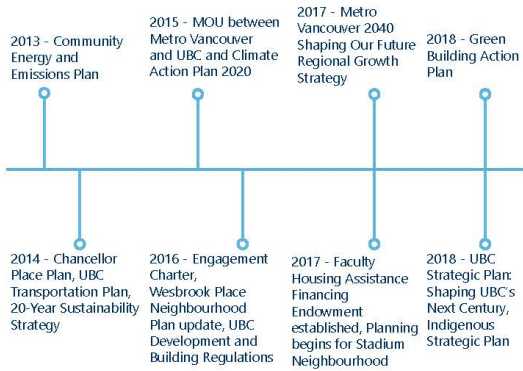 2013 - Community
Energy and
Emissions Plan
2015 - MOU between
Metro Vancouver
and UBC and Climate
Action Plan 2020
2017 - Metro
Vancouver 2040
Shaping Our Future
Regional Growth
Strategy
2018 - Green
Building Action
Plan
2014 - Chancellor
Place Plan, UBC
Transportation Plan,
20-Year Sustainability
Strategy
2016 - Engagement
Charter,
Wesbrook Place
Neighbourhood
Plan update, UBC
Development and
Building Regulations
2017 - Faculty
Housing Assistance
Financing
Endowment
established, Planning
begins for Stadium
Neighbourhood
2018 - UBC
Strategic Plan:
Shaping UBC's
Next Century,
Indigenous
Strategic Plan